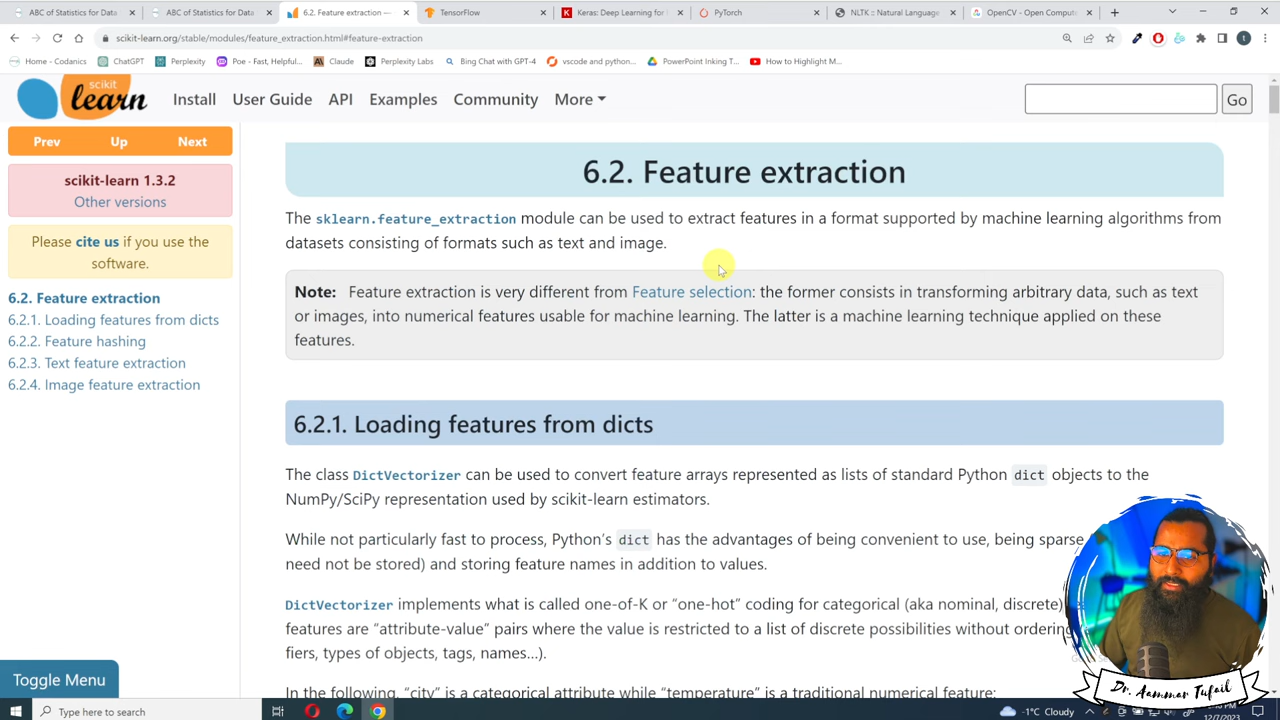 ABC of Statistics for Data
ABC of Statistics for Data
6.2. Feature extraction —
TensorFlow
Keras: Deep Learning for
PyTorch
NLTK :: Natural Language
OpenCV - Open Comput
scikit-learn.org/stable/modules/feature_extraction.html#feature-extraction
Home - Codanics
ChatGPT
Perplexity
Poe - Fast, Helpful...
Claude
Perplexity Labs
Bing Chat with GPT-4
vscode and python...
PowerPoint Inking T...
How to Highlight M...
scikit
learn
Install
User Guide
API
Examples
Community
More
Go
Prev
Up
Next
scikit-learn 1.3.2
Other versions
Please cite us if you use the
software.
6.2. Feature extraction
6.2.1. Loading features from dicts
6.2.2. Feature hashing
6.2.3. Text feature extraction
6.2.4. Image feature extraction
Toggle Menu
6.2. Feature extraction
The sklearn.feature_extraction module can be used to extract features in a format supported by machine learning algorithms from
datasets consisting of formats such as text and image.
Note: Feature extraction is very different from Feature selection: the former consists in transforming arbitrary data, such as text
or images, into numerical features usable for machine learning. The latter is a machine learning technique applied on these
features.
6.2.1. Loading features from dicts
The class DictVectorizer can be used to convert feature arrays represented as lists of standard Python dict objects to the
NumPy/SciPy representation used by scikit-learn estimators.
While not particularly fast to process, Python's dict has the advantages of being convenient to use, being sparse
need not be stored) and storing feature names in addition to values.
DictVectorizer implements what is called one-of-K or "one-hot" coding for categorical (aka nominal, discrete)
features are "attribute-value" pairs where the value is restricted to a list of discrete possibilities without ordering
fiers, types of objects, tags, names...).
In the following, "city" is a categorical attribute while "temperature" is a traditional numerical feature:
Dr. Aammar Tufail
Type here to search
-1°C Cloudy
12/7/2023